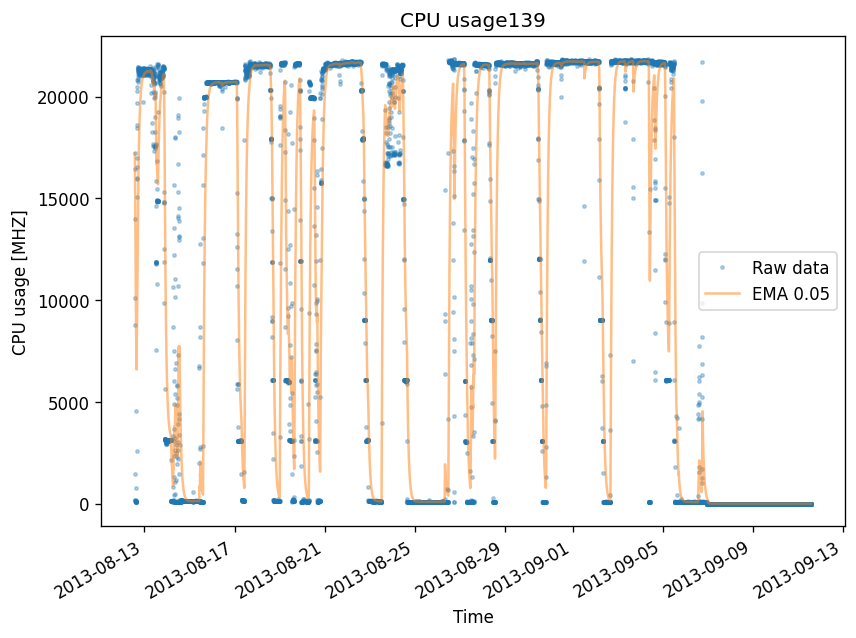 CPU usage139
CPU usage [MHZ]
20000
15000
10000
5000
0
Raw data
EMA 0.05
2013-08-13
2013-08-17
2013-08-21
2013-08-25
2013-08-29
2013-09-01
2013-09-05
2013-09-09
2013-09-13
Time